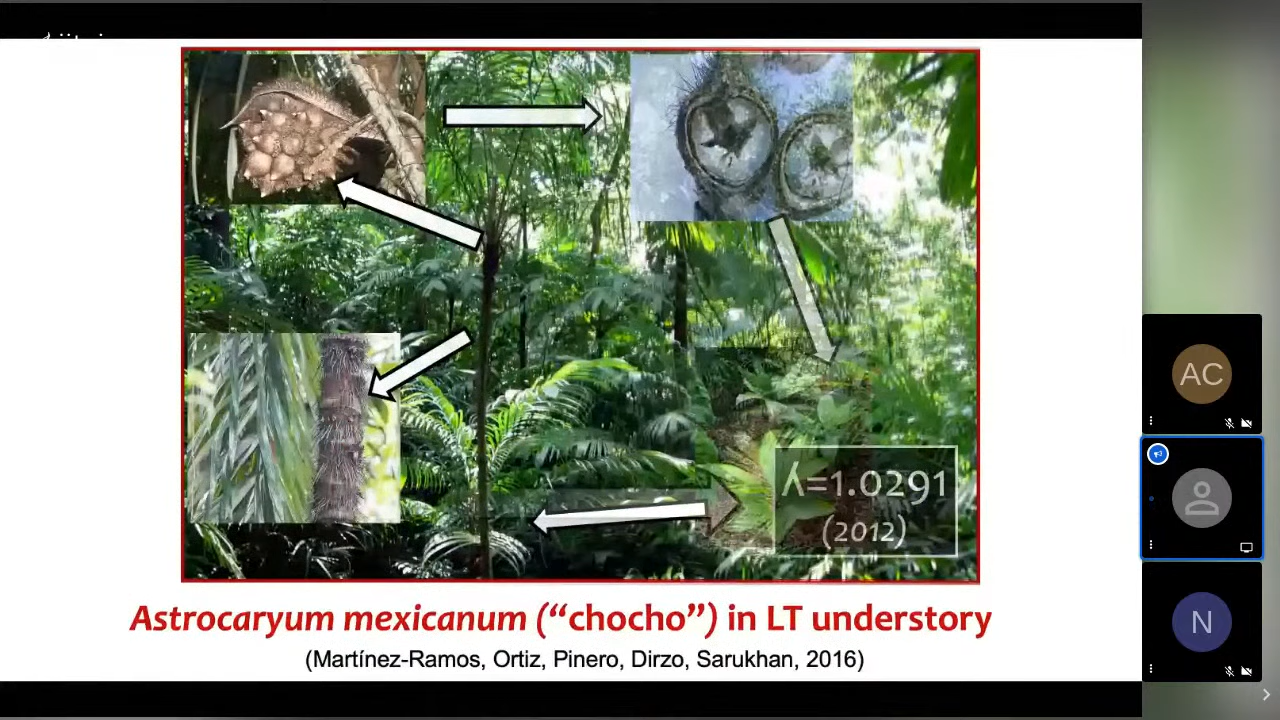 λ=1.0291
(2012)
Astrocaryum mexicanum (“chocho”) in LT understory
(Martínez-Ramos, Ortiz, Pinero, Dirzo, Sarukhan, 2016)
AC
N